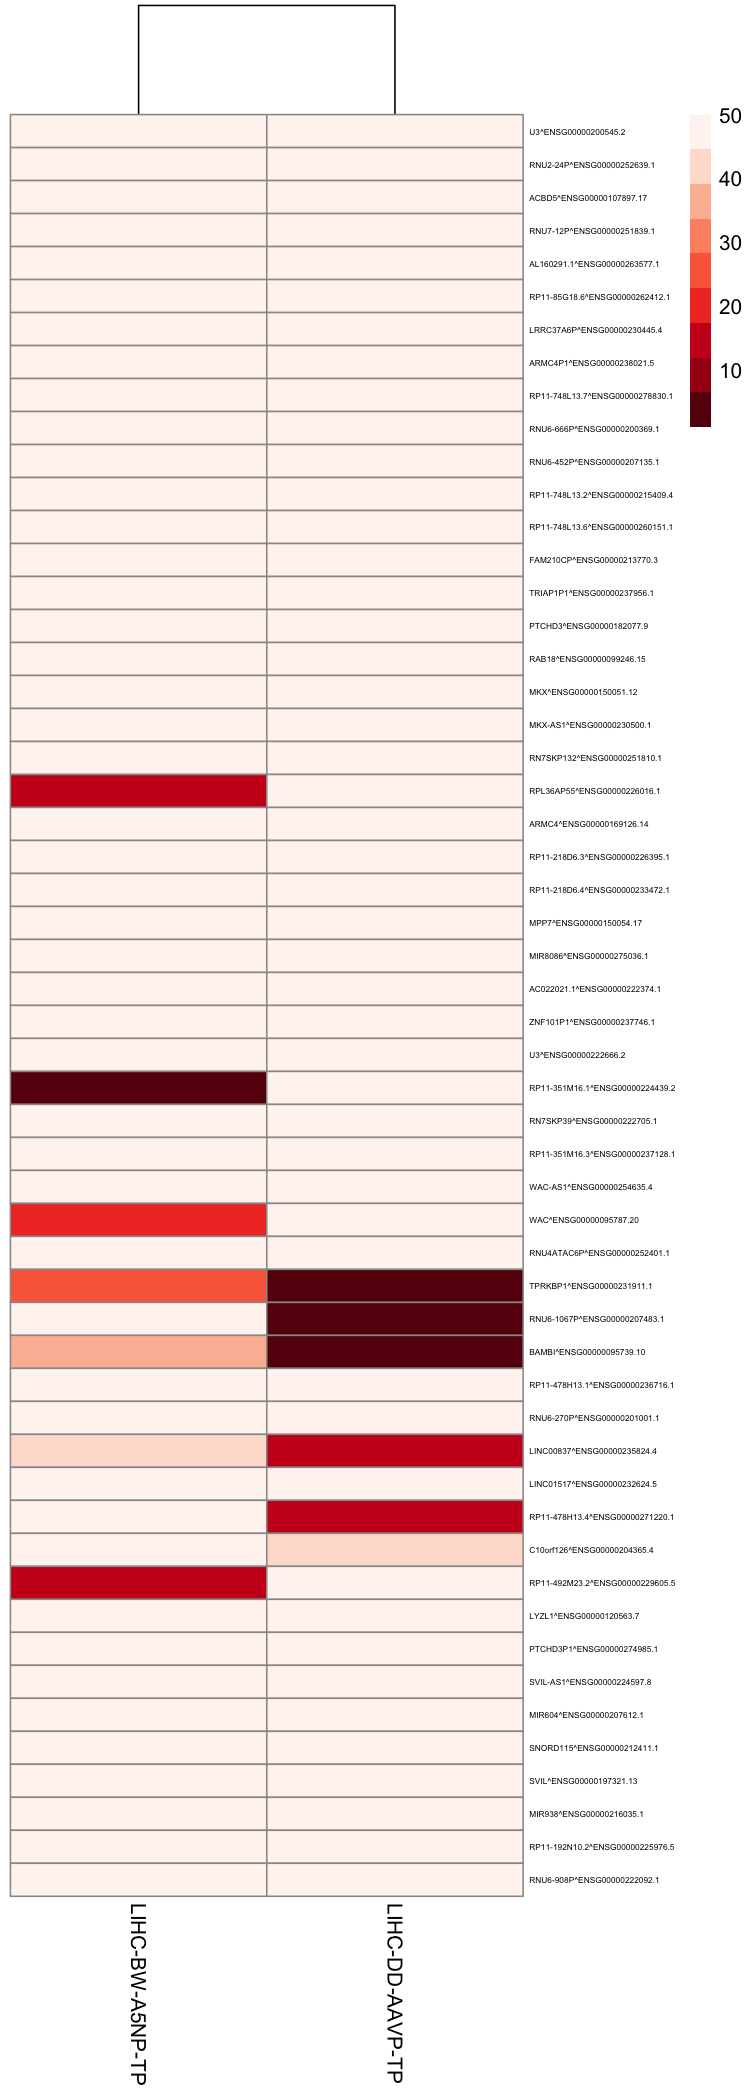 U3^ENSG00000200545.2
RNU2-24P^ENSG00000252639.1
ACBD5^ENSG00000107897.17
RNU7-12P^ENSG00000251839.1
AL160291.1^ENSG00000263577.1
RP11-85G18.6^ENSG00000262412.1
LRRC37A6P^ENSG00000230445.4
ARMC4P1^ENSG00000238021.5
RP11-748L13.7^ENSG00000278830.1
RNU6-666P^ENSG00000200369.1
RNU6-452P^ENSG00000207135.1
RP11-748L13.2^ENSG00000215409.4
RP11-748L13.6^ENSG00000260151.1
FAM210CP^ENSG00000213770.3
TRIAP1P1^ENSG00000237956.1
PTCHD3^ENSG00000182077.9
RAB18^ENSG00000099246.15
MKX^ENSG00000150051.12
MKX-AS1^ENSG00000230500.1
RN7SKP132^ENSG00000251810.1
RPL36AP55^ENSG00000226016.1
ARMC4^ENSG00000169126.14
RP11-218D6.3^ENSG00000226395.1
RP11-218D6.4^ENSG00000233472.1
MPP7^ENSG00000150054.17
MIR8086^ENSG00000275036.1
AC022021.1^ENSG00000222374.1
ZNF101P1^ENSG00000237746.1
U3^ENSG00000222666.2
RP11-351M16.1^ENSG00000224439.2
RN7SKP39^ENSG00000222705.1
RP11-351M16.3^ENSG00000237128.1
WAC-AS1^ENSG00000254635.4
WAC^ENSG00000095787.20
RNU4ATAC6P^ENSG00000252401.1
TPRKBP1^ENSG00000231911.1
RNU6-1067P^ENSG00000207483.1
BAMBI^ENSG00000095739.10
RP11-478H13.1^ENSG00000236716.1
RNU6-270P^ENSG00000201001.1
LINC00837^ENSG00000235824.4
LINC01517^ENSG00000232624.5
RP11-478H13.4^ENSG00000271220.1
C10orf126^ENSG00000204365.4
RP11-492M23.2^ENSG00000229605.5
LYZL1^ENSG00000120563.7
PTCHD3P1^ENSG00000274985.1
SVIL-AS1^ENSG00000224597.8
MIR604^ENSG00000207612.1
SNORD115^ENSG00000212411.1
SVIL^ENSG00000197321.13
MIR938^ENSG00000216035.1
RP11-192N10.2^ENSG00000225976.5
RNU6-908P^ENSG00000222092.1
50
40
30
20
10
LIHC-BW-A5NP-TP
LIHC-DD-AAVP-TP